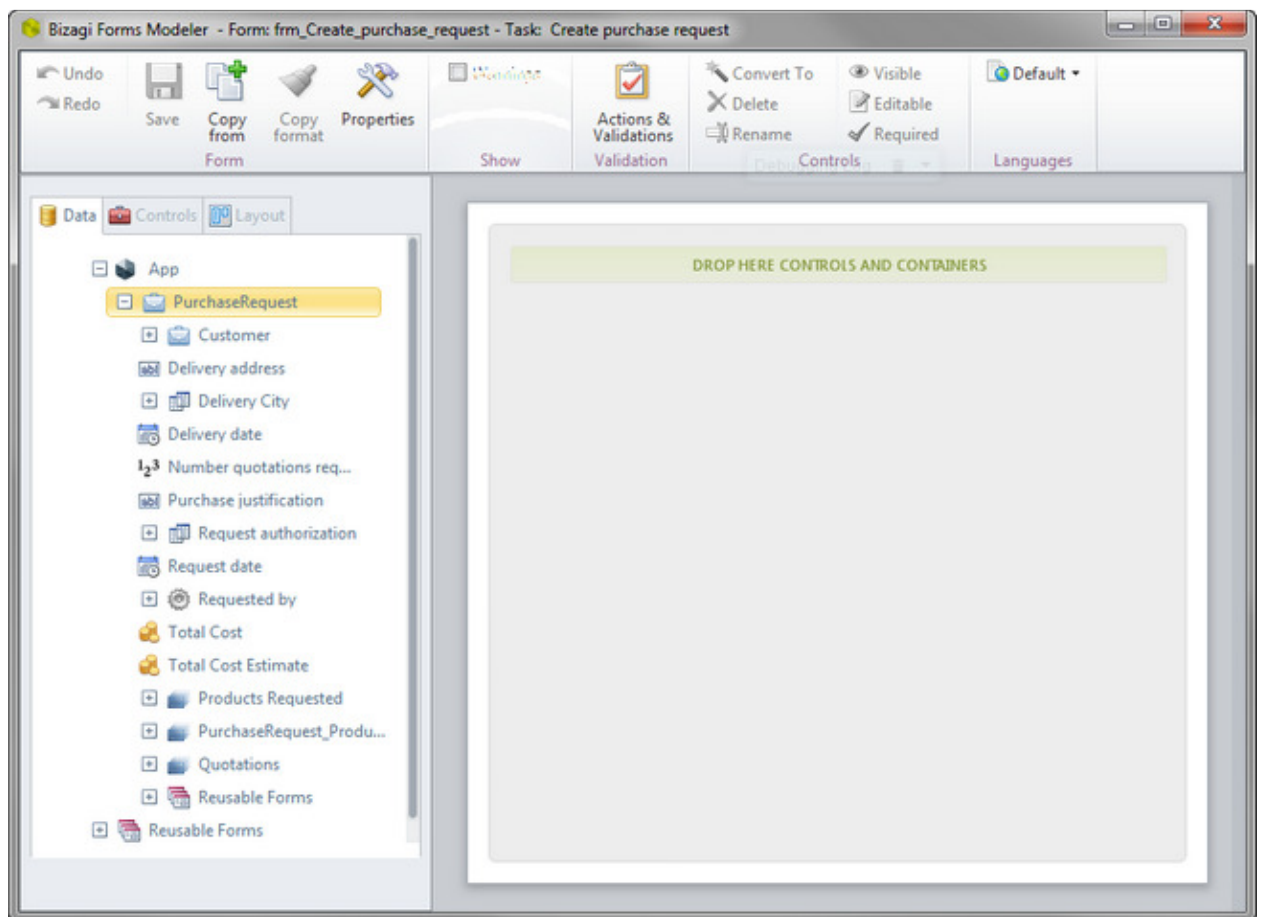 Bizagi Forms Modeler - Form: frm_Create_purchase_request - Task: Create purchase request
Undo
Redo
Save
Copy from
Copy format
Properties
Form
Show
Actions & Validations
Validation
Convert To
Delete
Rename
Visible
Editable
Required
Controls
Default
Languages
Data
Controls
Layout
App
PurchaseRequest
Customer
Delivery address
Delivery City
Delivery date
Number quotations req...
Purchase justification
Request authorization
Request date
Requested by
Total Cost
Total Cost Estimate
Products Requested
PurchaseRequest_Produ...
Quotations
Reusable Forms
Reusable Forms
DROP HERE CONTROLS AND CONTAINERS